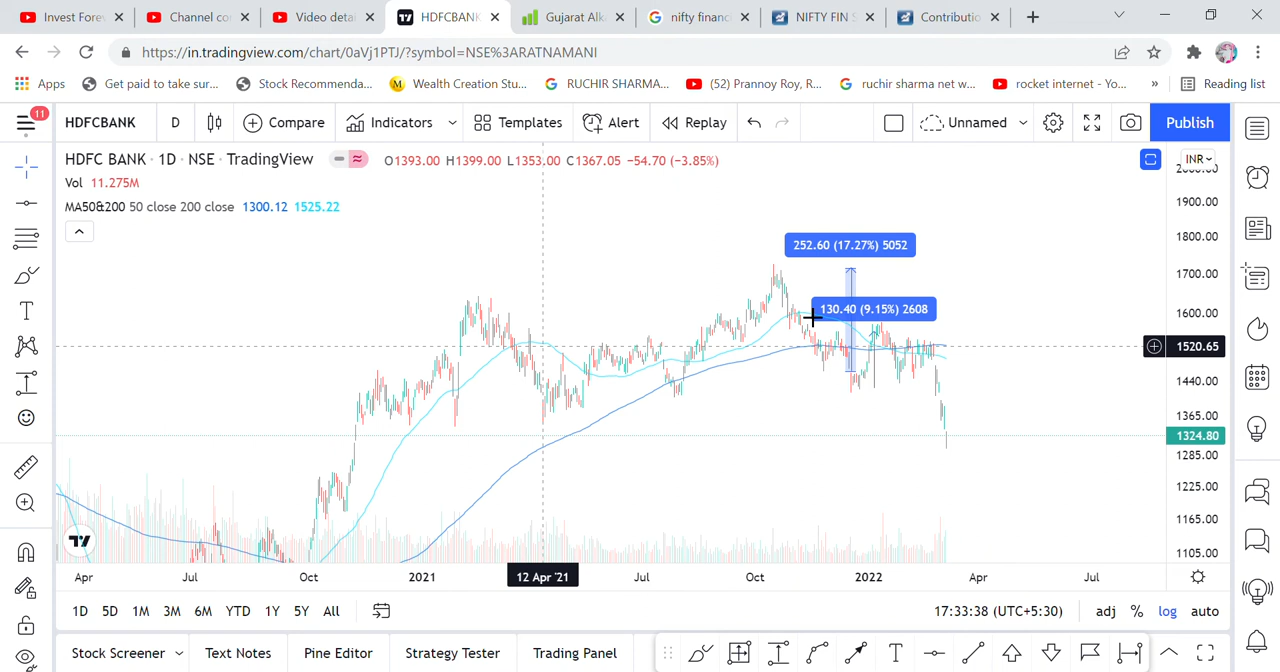 Invest Forex
Channel co
Video detai
HDFCBANK
Gujarat Alk
nifty financ
NIFTY FIN S
Contributio
https://in.tradingview.com/chart/0aVj1PTJ/?symbol=NSE%3ARATNAMANI
Apps
Get paid to take sur...
Stock Recommenda...
Wealth Creation Stu...
RUCHIR SHARMA...
(52) Prannoy Roy, R...
ruchir sharma net w...
rocket internet - Yo...
»
Reading list
11
HDFCBANK
D
Compare
Indicators
Templates
Alert
Replay
Unnamed
Publish
HDFC BANK · 1D · NSE · TradingView
O1393.00 H1399.00 L1353.00 C1367.05 −54.70 (−3.85%)
INR
Vol 11.275M
2000.00
MA50&200 50 close 200 close 1300.12 1525.22
1900.00
1800.00
252.60 (17.27%) 5052
1700.00
130.40 (9.15%) 2608
1600.00
1520.65
1440.00
1365.00
1324.80
1285.00
1225.00
1165.00
1105.00
Apr
Jul
Oct
2021
12 Apr '21
Jul
Oct
2022
Apr
Jul
1D 5D 1M 3M 6M YTD 1Y 5Y All
17:33:38 (UTC+5:30)
adj % log auto
Stock Screener
Text Notes
Pine Editor
Strategy Tester
Trading Panel